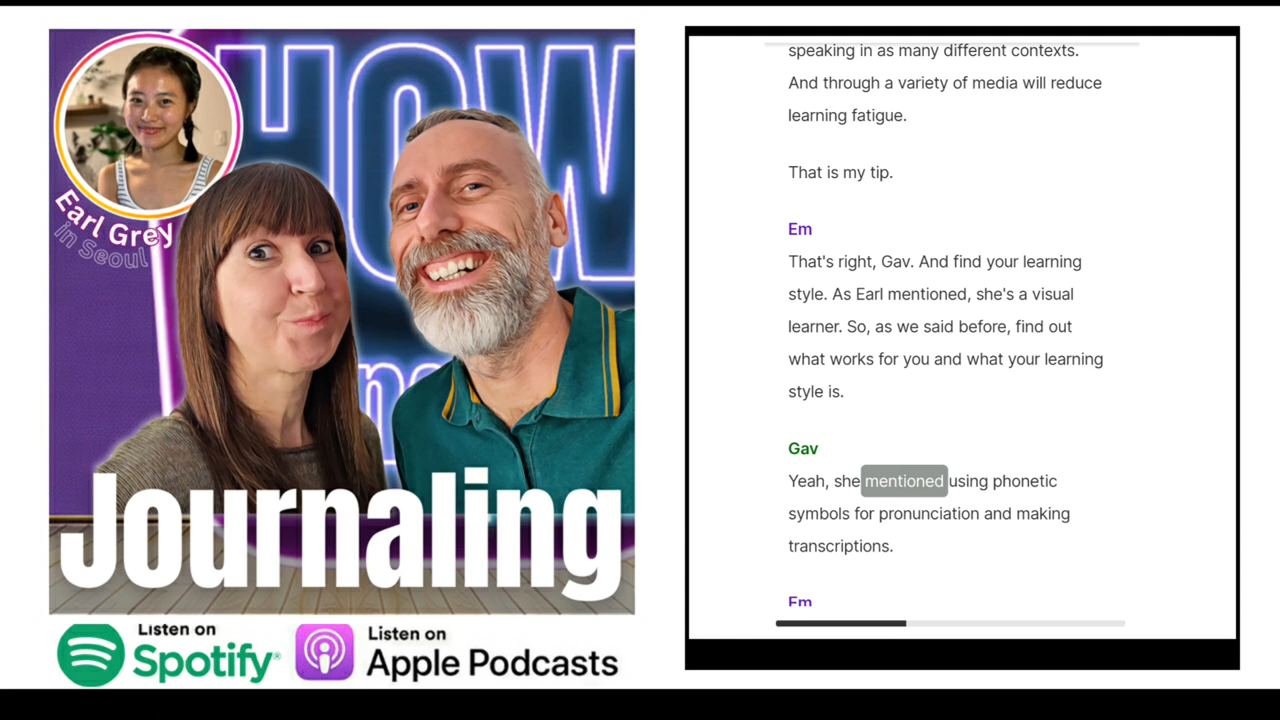 HOW
Earl Grey
in Seoul
Journaling
Listen on
Spotify
Listen on
Apple Podcasts
speaking in as many different contexts.
And through a variety of media will reduce
learning fatigue.
That is my tip.
Em
That's right, Gav. And find your learning
style. As Earl mentioned, she's a visual
learner. So, as we said before, find out
what works for you and what your learning
style is.
Gav
Yeah, she mentioned using phonetic
symbols for pronunciation and making
transcriptions.
Em